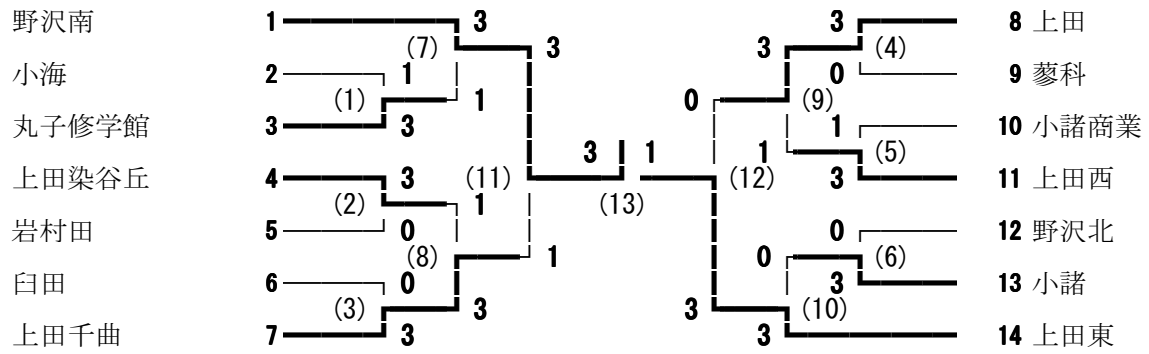 野沢南 1 3 3 8 上田
(7) 3 3 (4)
小海 2 1 0 9 蓼科
(1) 1 0 (9)
丸子修学館 3 3 1 10 小諸商業
3 1 1 (5)
上田染谷丘 4 3 (11) (12) 3 11 上田西
(2) 1 (13)
岩村田 5 0 0 12 野沢北
(8) 1 0 (6)
臼田 6 0 3 13 小諸
(3) 3 3 (10)
上田千曲 7 3 3 14 上田東